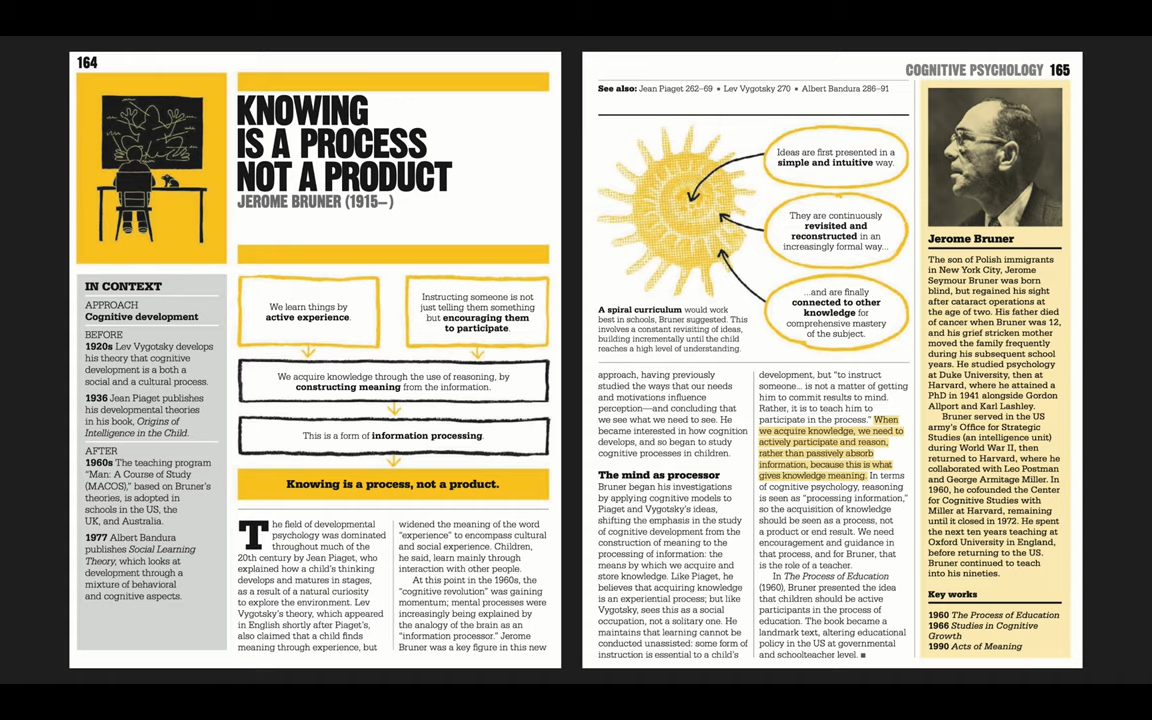 164
KNOWING
IS A PROCESS
NOT A PRODUCT
JEROME BRUNER (1915–)
IN CONTEXT
APPROACH
Cognitive development
BEFORE
1920s Lev Vygotsky develops
his theory that cognitive
development is a both a
social and a cultural process.
1936 Jean Piaget publishes
his developmental theories
in his book, Origins of
Intelligence in the Child.
AFTER
1960s The teaching program
“Man: A Course of Study
(MACOS),” based on Bruner’s
theories, is adopted in
schools in the US, the
UK, and Australia.
1977 Albert Bandura
publishes Social Learning
Theory, which looks at
development through a
mixture of behavioral
and cognitive aspects.
We learn things by
active experience.
Instructing someone is not
just telling them something
but encouraging them
to participate.
We acquire knowledge through the use of reasoning, by
constructing meaning from the information.
This is a form of information processing.
Knowing is a process, not a product.
The field of developmental
psychology was dominated
throughout much of the
20th century by Jean Piaget, who
explained how a child’s thinking
develops and matures in stages,
as a result of a natural curiosity
to explore the environment. Lev
Vygotsky’s theory, which appeared
in English shortly after Piaget’s,
also claimed that a child finds
meaning through experience, but
widened the meaning of the word
“experience” to encompass cultural
and social experience. Children,
he said, learn mainly through
interaction with other people.
At this point in the 1960s, the
“cognitive revolution” was gaining
momentum; mental processes were
increasingly being explained by
the analogy of the brain as an
“information processor.” Jerome
Bruner was a key figure in this new
COGNITIVE PSYCHOLOGY 165
See also: Jean Piaget 262–69 ▪ Lev Vygotsky 270 ▪ Albert Bandura 286–91
Ideas are first presented in a
simple and intuitive way.
They are continuously
revisited and
reconstructed in an
increasingly formal way...
...and are finally
connected to other
knowledge for
comprehensive mastery
of the subject.
A spiral curriculum would work
best in schools, Bruner suggested. This
involves a constant revisiting of ideas,
building incrementally until the child
reaches a high level of understanding.
approach, having previously
studied the ways that our needs
and motivations influence
perception—and concluding that
we see what we need to see. He
became interested in how cognition
develops, and so began to study
cognitive processes in children.
The mind as processor
Bruner began his investigations
by applying cognitive models to
Piaget and Vygotsky’s ideas,
shifting the emphasis in the study
of cognitive development from the
construction of meaning to the
processing of information: the
means by which we acquire and
store knowledge. Like Piaget, he
believes that acquiring knowledge
is an experiential process; but like
Vygotsky, sees this as a social
occupation, not a solitary one. He
maintains that learning cannot be
conducted unassisted: some form of
instruction is essential to a child’s
development, but “to instruct
someone... is not a matter of getting
him to commit results to mind.
Rather, it is to teach him to
participate in the process.” When
we acquire knowledge, we need to
actively participate and reason,
rather than passively absorb
information, because this is what
gives knowledge meaning. In terms
of cognitive psychology, reasoning
is seen as “processing information,”
so the acquisition of knowledge
should be seen as a process, not
a product or end result. We need
encouragement and guidance in
that process, and for Bruner, that
is the role of a teacher.
In The Process of Education
(1960), Bruner presented the idea
that children should be active
participants in the process of
education. The book became a
landmark text, altering educational
policy in the US at governmental
and schoolteacher level. ■
Jerome Bruner
The son of Polish immigrants
in New York City, Jerome
Seymour Bruner was born
blind, but regained his sight
after cataract operations at
the age of two. His father died
of cancer when Bruner was 12,
and his grief stricken mother
moved the family frequently
during his subsequent school
years. He studied psychology
at Duke University, then at
Harvard, where he attained a
PhD in 1941 alongside Gordon
Allport and Karl Lashley.
Bruner served in the US
army’s Office for Strategic
Studies (an intelligence unit)
during World War II, then
returned to Harvard, where he
collaborated with Leo Postman
and George Armitage Miller. In
1960, he cofounded the Center
for Cognitive Studies with
Miller at Harvard, remaining
until it closed in 1972. He spent
the next ten years teaching at
Oxford University in England,
before returning to the US.
Bruner continued to teach
into his nineties.
Key works
1960 The Process of Education
1966 Studies in Cognitive
Growth
1990 Acts of Meaning